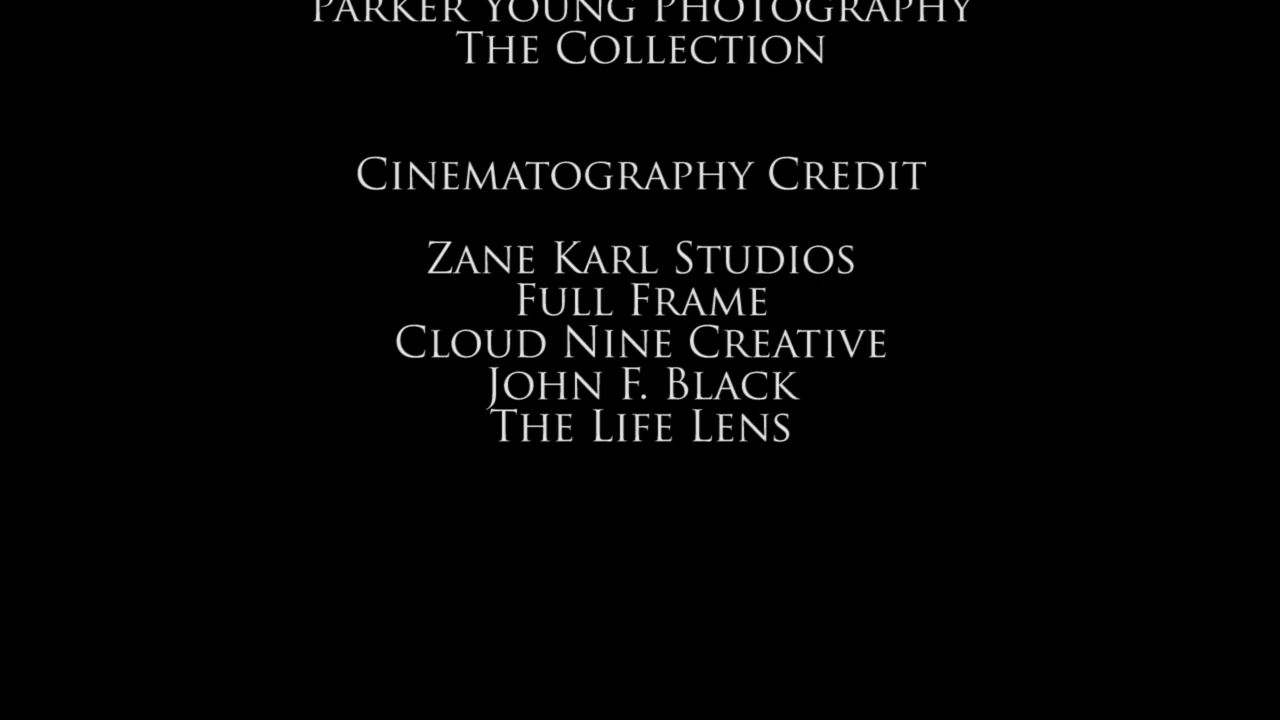 Parker Young Photography
The Collection
Cinematography Credit
Zane Karl Studios
Full Frame
Cloud Nine Creative
John F. Black
The Life Lens